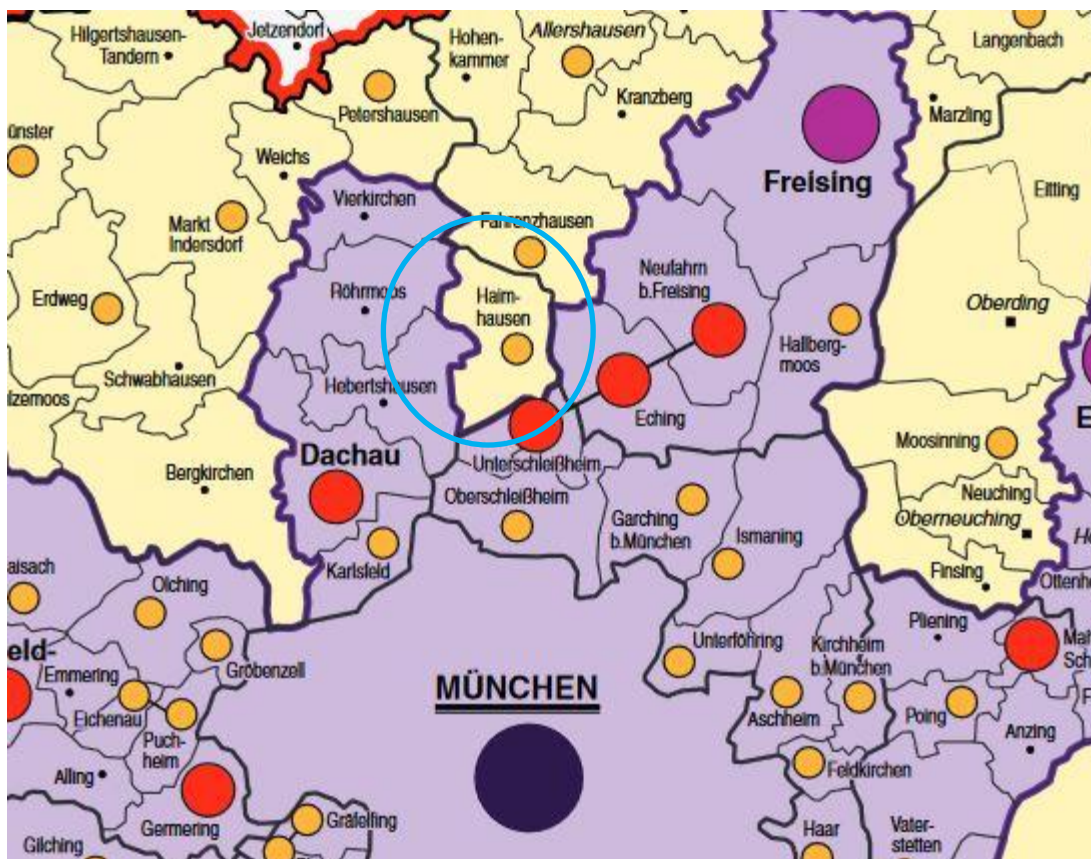 Jetzendorf
Hilgertshausen-
Tandern
Hohen-
kammer
Allershausen
Langenbach
Petershausen
Kranzberg
Marzling
ünster
Weichs
Freising
Vierkirchen
Eitting
Markt
Indersdorf
Fahrenzhausen
Erdweg
Röhrmoos
Haim-
hausen
Neufahrn
b.Freising
Oberding
Hallberg-
moos
Schwabhausen
Hebertshausen
Eching
Moosinning
Dachau
Unterschleißheim
Bergkirchen
Oberschleißheim
Neuching
Garching
b.München
Oberneuching
Ismaning
Karlsfeld
Finsing
aisach
Olching
Ottenh
Pliening
eld-
Emmering
Gröbenzell
Unterföhring
Kirchheim
b.München
MÜNCHEN
Eichenau
Aschheim
Poing
Anzing
Puch-
heim
Alling
Feldkirchen
Germering
Gräfelfing
Gilching
Haar
Vater-
stetten